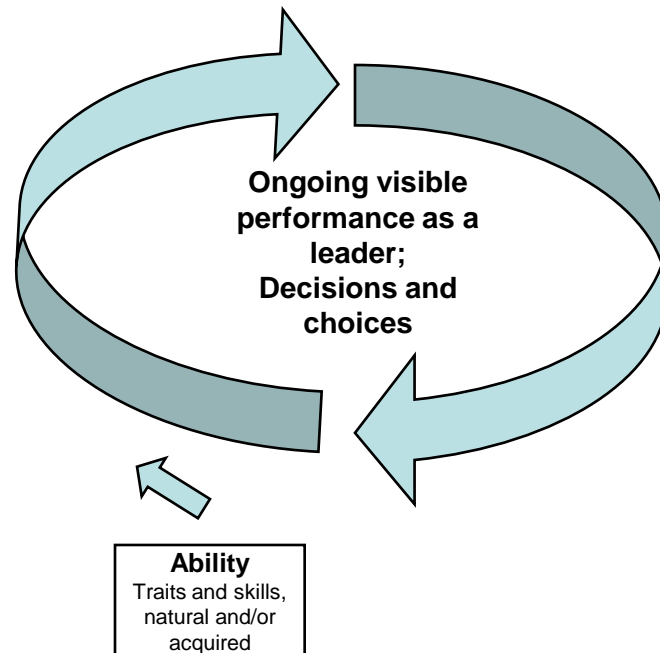 Ongoing visible
performance as a
leader;
Decisions and
choices
Ability
Traits and skills,
natural and/or
acquired